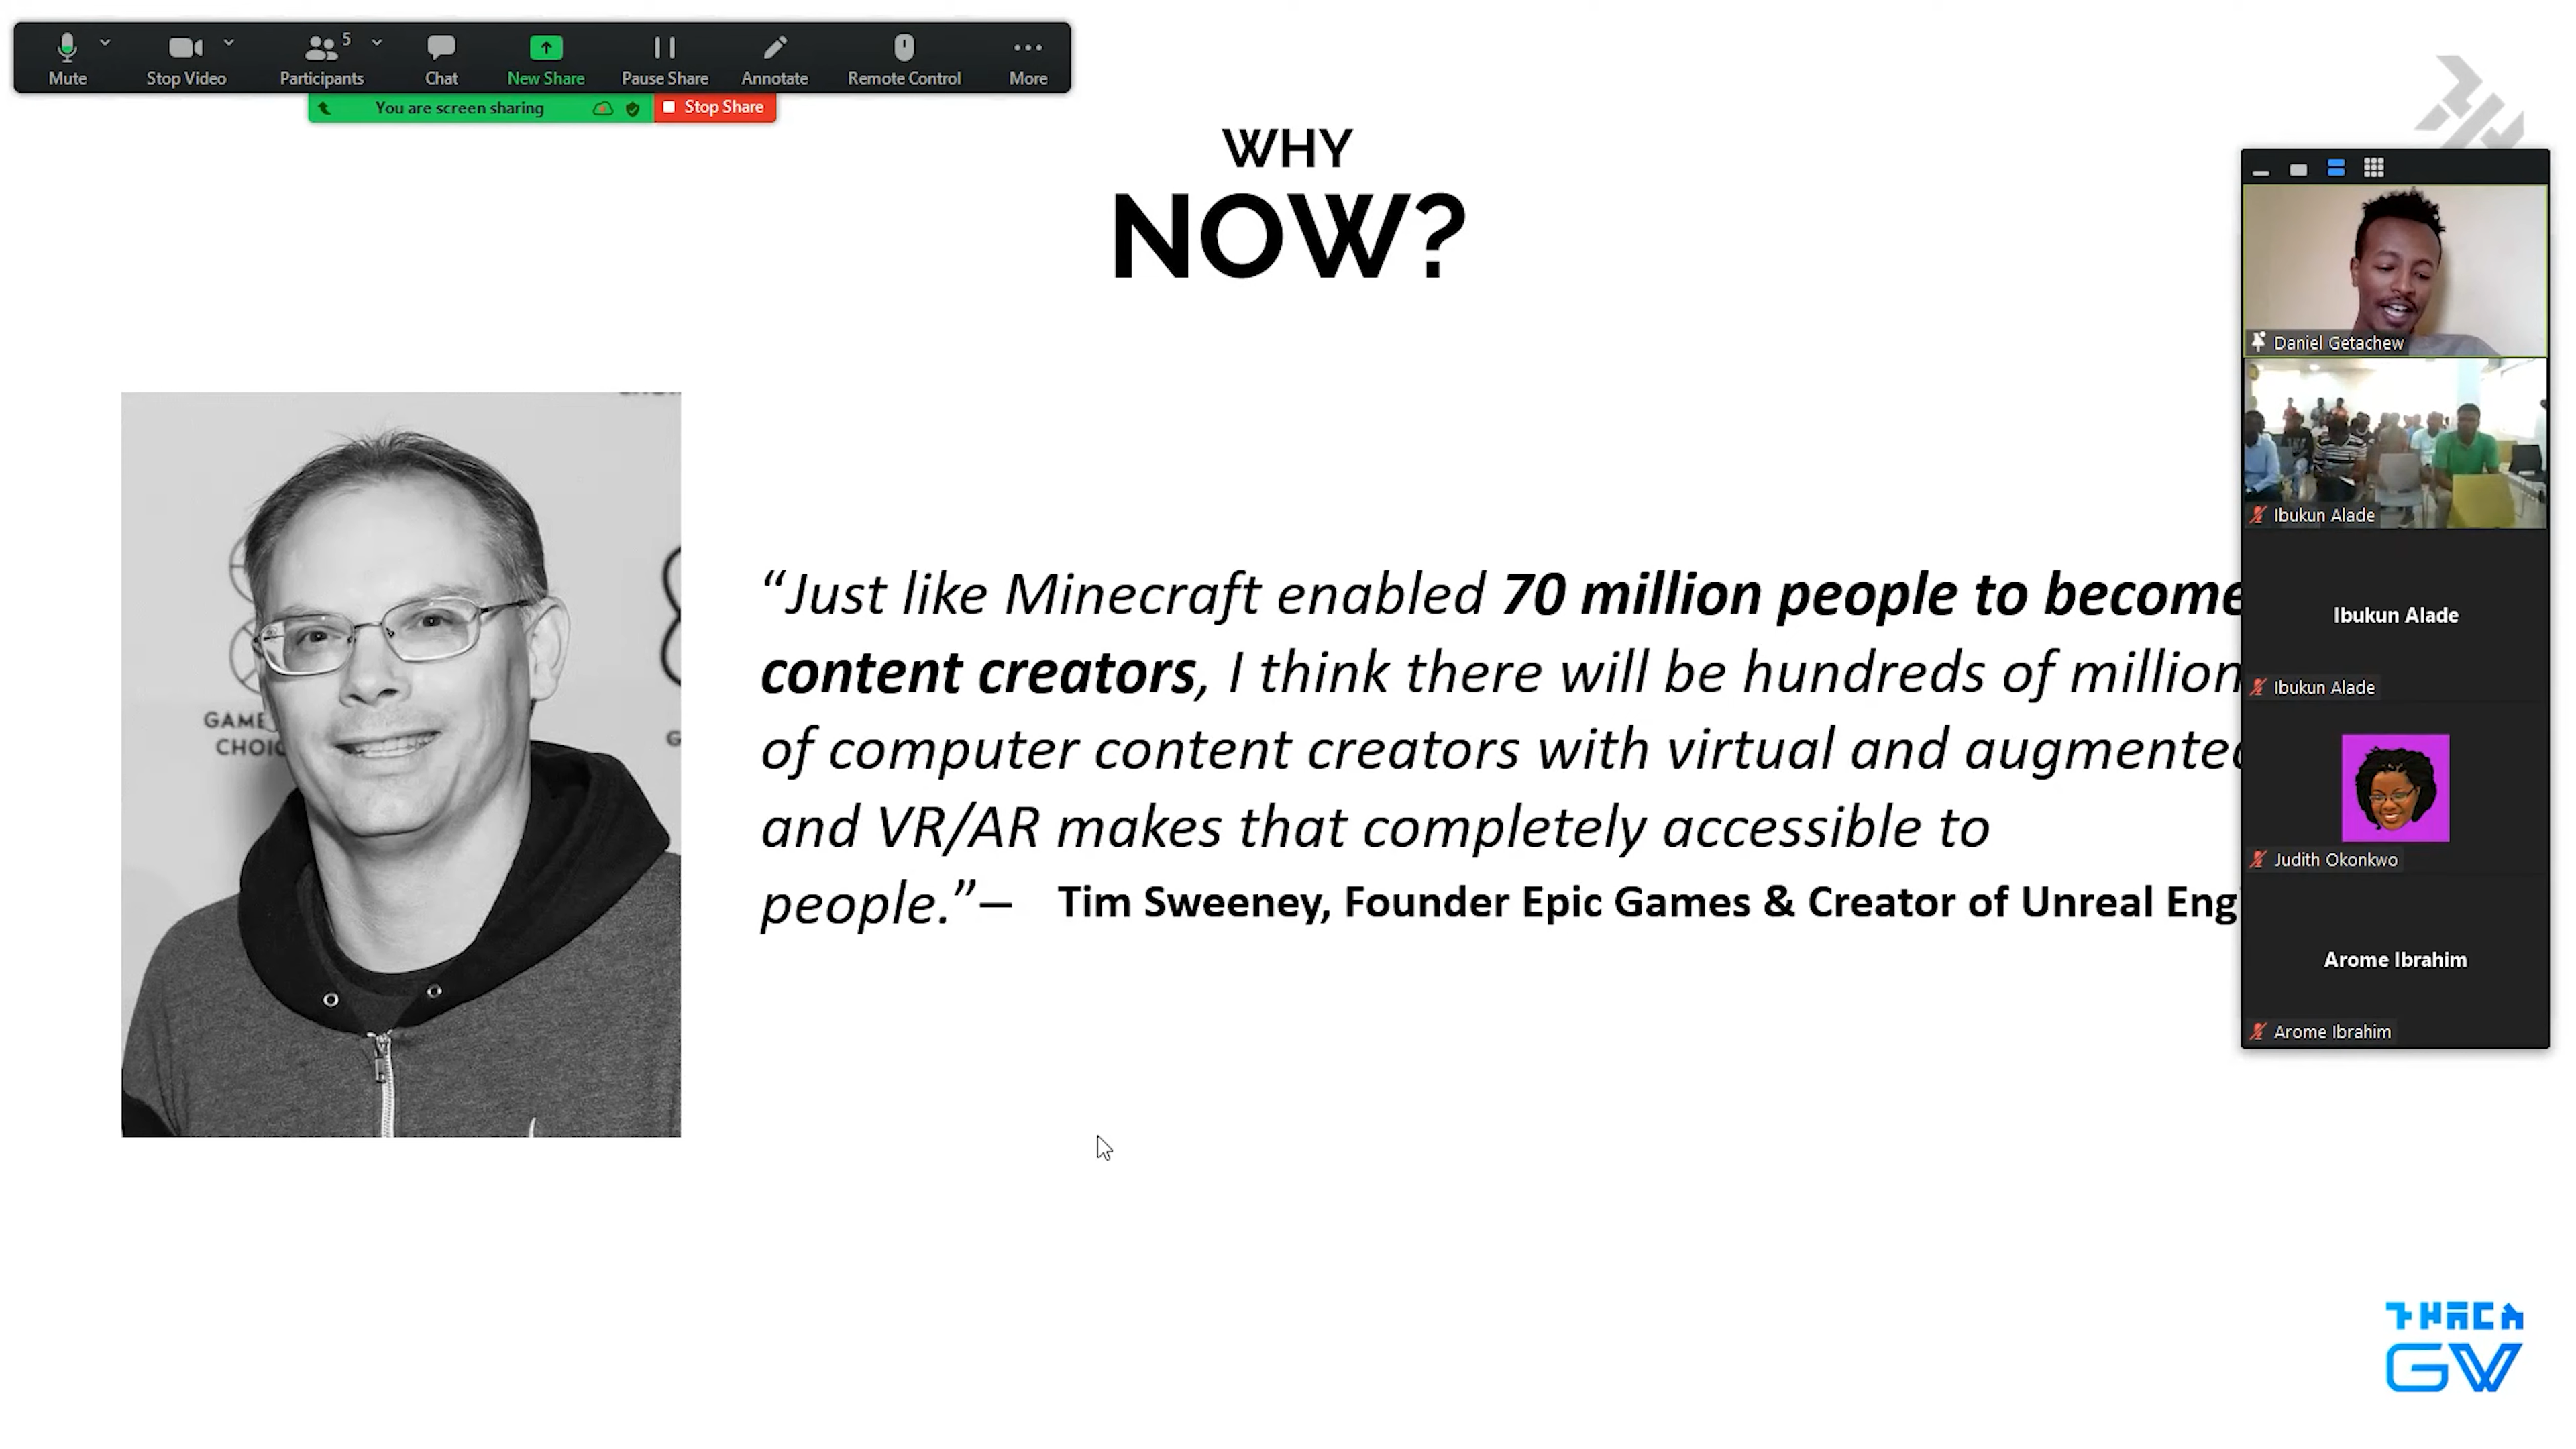 Mute
Stop Video
5
Participants
Chat
New Share
Pause Share
Annotate
Remote Control
More
You are screen sharing
Stop Share
WHY
NOW?
Daniel Getachew
Ibukun Alade
Ibukun Alade
Ibukun Alade
Judith Okonkwo
Arome Ibrahim
Arome Ibrahim
GAME
CHOIC
“Just like Minecraft enabled 70 million people to become
content creators, I think there will be hundreds of million
of computer content creators with virtual and augmented
and VR/AR makes that completely accessible to
people.”– Tim Sweeney, Founder Epic Games & Creator of Unreal Eng
GW